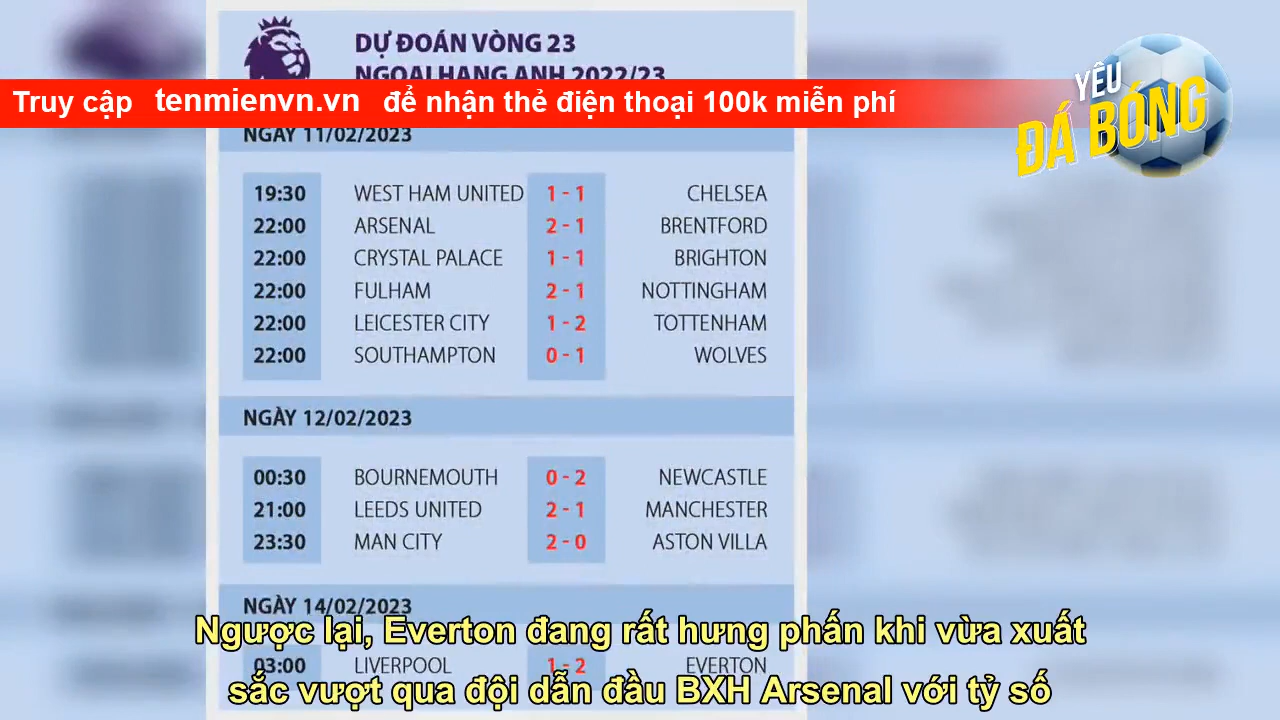 DỰ ĐOÁN VÒNG 23
NGOẠI HẠNG ANH 2022/23
Truy cập tenmienvn.vn để nhận thẻ điện thoại 100k miễn phí
YÊU
ĐÁ BÓNG
NGÀY 11/02/2023
19:30 WEST HAM UNITED 1 - 1 CHELSEA
22:00 ARSENAL 2 - 1 BRENTFORD
22:00 CRYSTAL PALACE 1 - 1 BRIGHTON
22:00 FULHAM 2 - 1 NOTTINGHAM
22:00 LEICESTER CITY 1 - 2 TOTTENHAM
22:00 SOUTHAMPTON 0 - 1 WOLVES
NGÀY 12/02/2023
00:30 BOURNEMOUTH 0 - 2 NEWCASTLE
21:00 LEEDS UNITED 2 - 1 MANCHESTER
23:30 MAN CITY 2 - 0 ASTON VILLA
NGÀY 14/02/2023
03:00 LIVERPOOL 1 - 2 EVERTON
Ngược lại, Everton đang rất hưng phấn khi vừa xuất
sắc vượt qua đội dẫn đầu BXH Arsenal với tỷ số